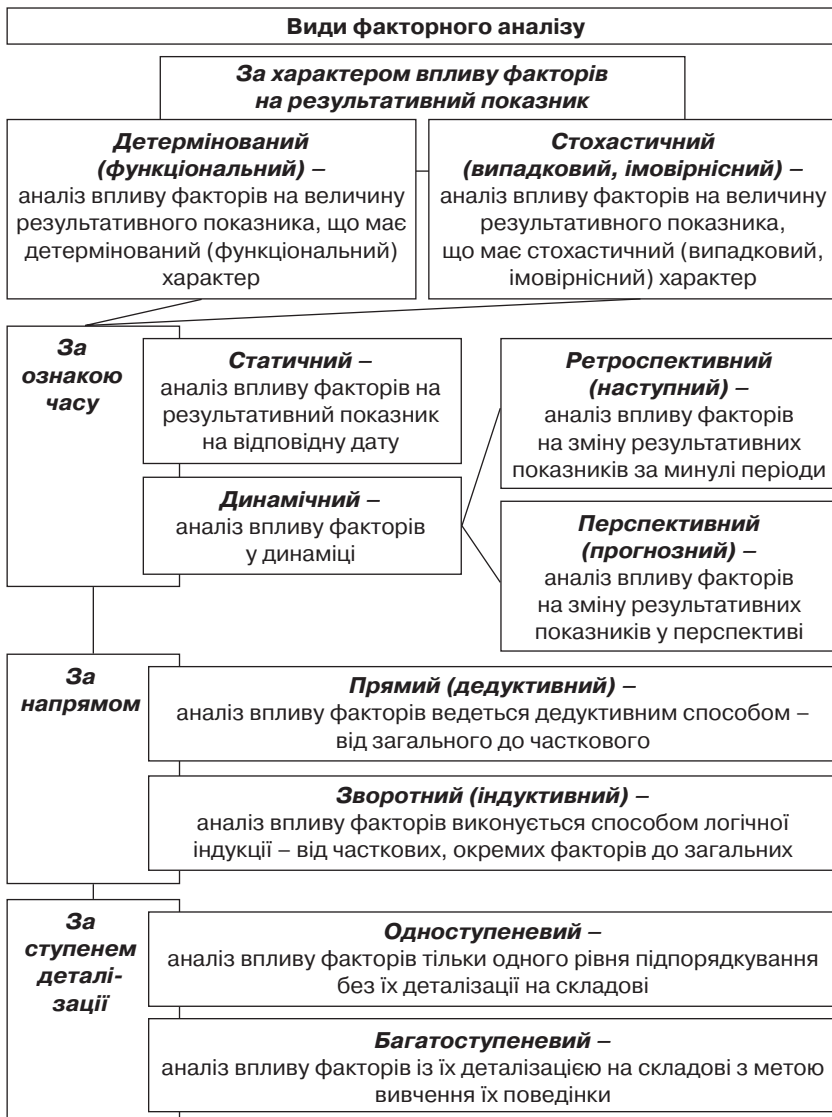 Види факторного аналізу
За характером впливу факторів
на результативний показник
Детермінований
(функціональний) –
аналіз впливу факторів на величину
результативного показника, що має
детермінований (функціональний)
характер
Стохастичний
(випадковий, імовірнісний) –
аналіз впливу факторів на величину
результативного показника,
що має стохастичний (випадковий,
імовірнісний) характер
За
ознакою
часу
Статичний –
аналіз впливу факторів на
результативний показник
на відповідну дату
Динамічний –
аналіз впливу факторів
у динаміці
Ретроспективний
(наступний) –
аналіз впливу факторів
на зміну результативних
показників за минулі періоди
Перспективний
(прогнозний) –
аналіз впливу факторів
на зміну результативних
показників у перспективі
За
напрямом
Прямий (дедуктивний) –
аналіз впливу факторів ведеться дедуктивним способом –
від загального до часткового
Зворотний (індуктивний) –
аналіз впливу факторів виконується способом логічної
індукції – від часткових, окремих факторів до загальних
За
ступенем
деталі-
зації
Одноступеневий –
аналіз впливу факторів тільки одного рівня підпорядкування
без їх деталізації на складові
Багатоступеневий –
аналіз впливу факторів із їх деталізацією на складові з метою
вивчення їх поведінки